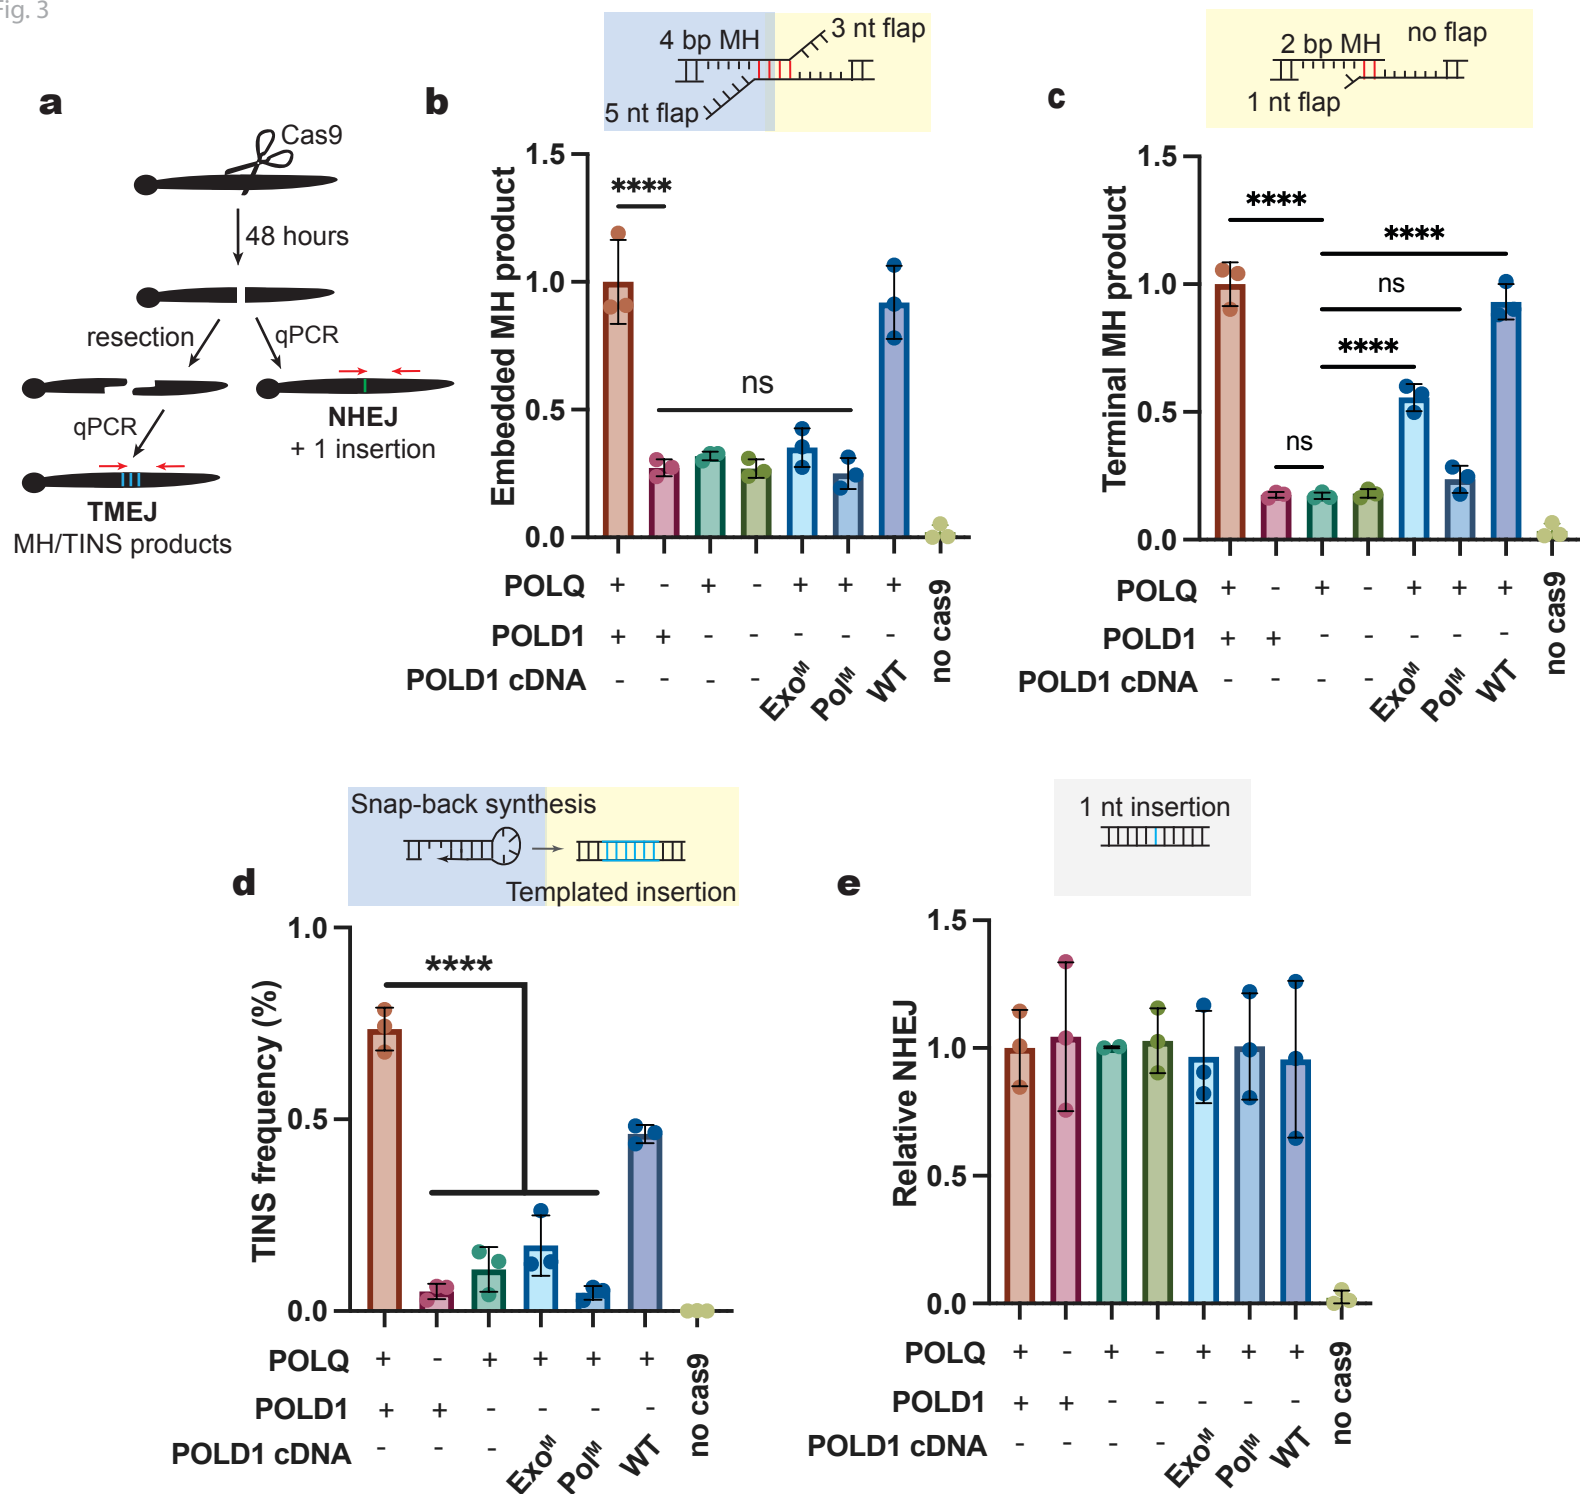 Fig. 3
a
Cas9
48 hours
resection
qPCR
qPCR
NHEJ
+ 1 insertion
TMEJ
MH/TINS products
b
4 bp MH
3 nt flap
5 nt flap
Embedded MH product
1.5
1.0
0.5
0.0
****
ns
POLQ + - + - + + +
POLD1 + + - - - - -
POLD1 cDNA - - - - Exoᴹ Polᴹ WT
no cas9
c
2 bp MH
no flap
1 nt flap
Terminal MH product
1.5
1.0
0.5
0.0
****
****
ns
****
ns
POLQ + - + - + + +
POLD1 + + - - - - -
POLD1 cDNA - - - - Exoᴹ Polᴹ WT
no cas9
d
Snap-back synthesis
Templated insertion
TINS frequency (%)
1.0
0.5
0.0
****
POLQ + - + + + +
POLD1 + + - - - -
POLD1 cDNA - - - Exoᴹ Polᴹ WT
no cas9
e
1 nt insertion
Relative NHEJ
1.5
1.0
0.5
0.0
POLQ + - + - + + +
POLD1 + + - - - - -
POLD1 cDNA - - - - Exoᴹ Polᴹ WT
no cas9